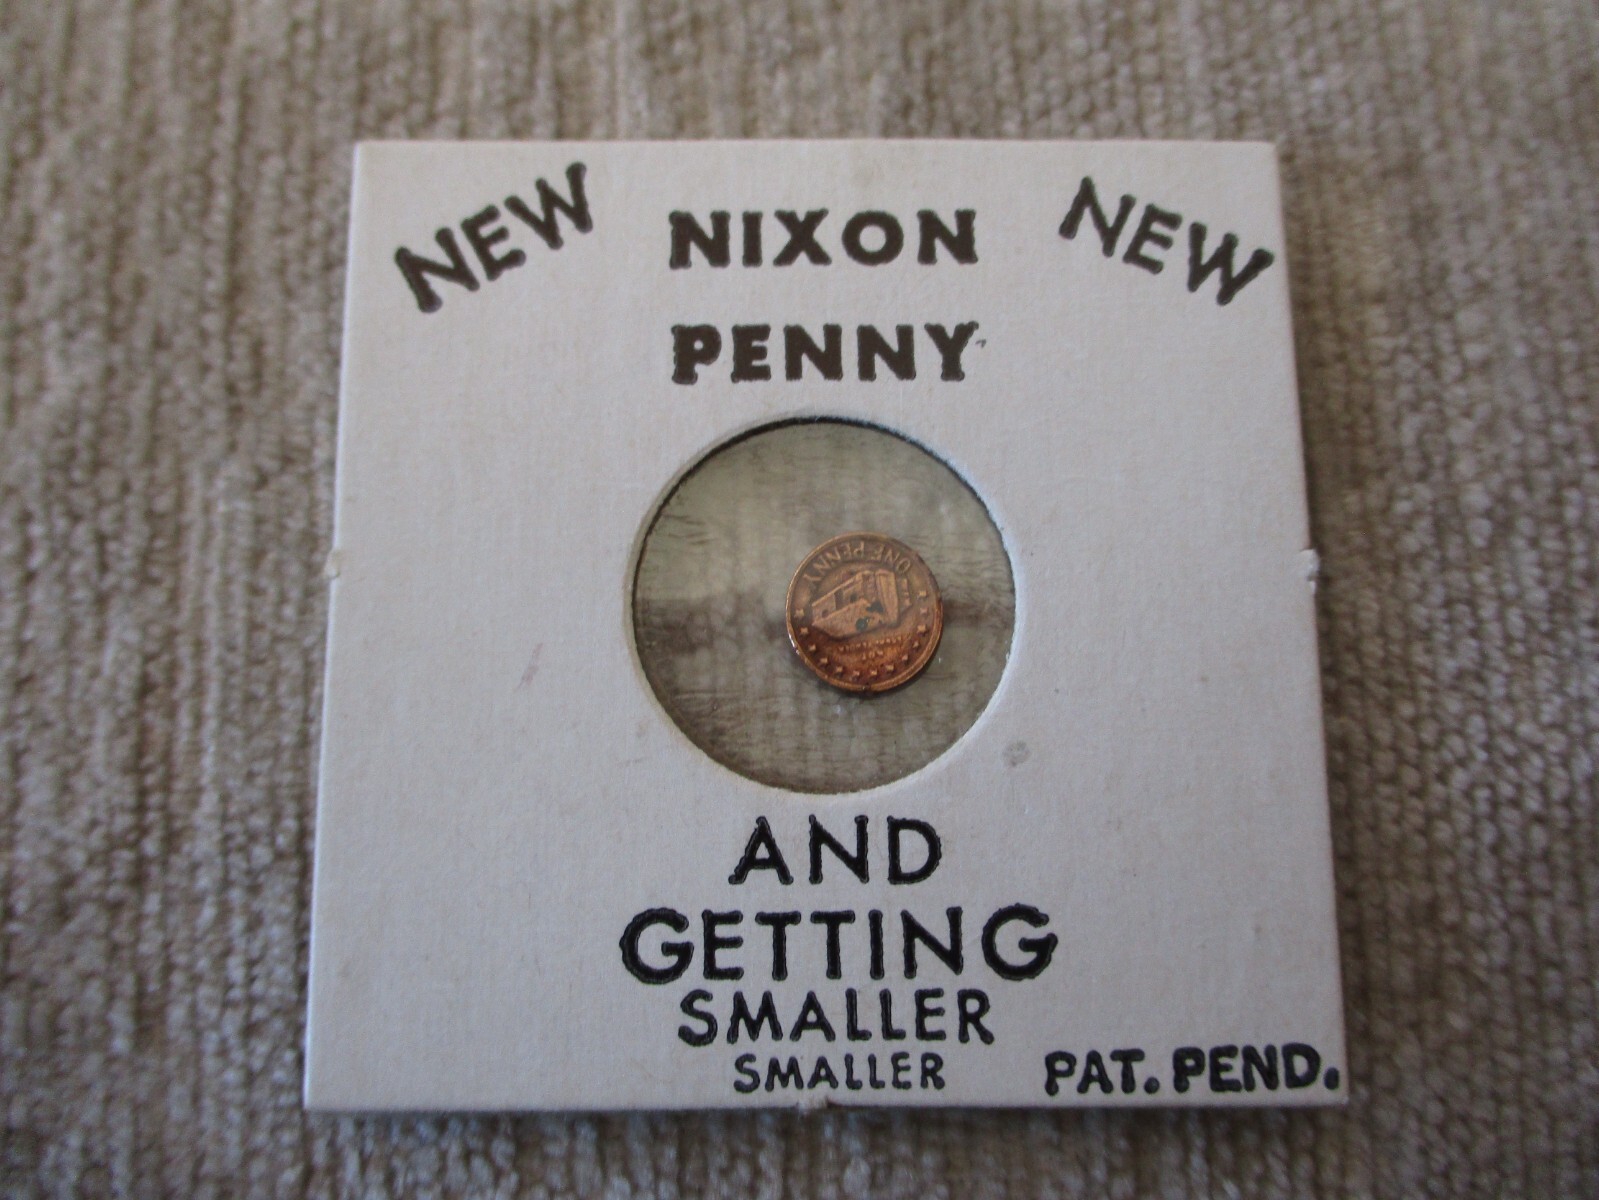 NEW NIXON NEW
PENNY
ONE PENNY
AND
GETTING
SMALLER
SMALLER
PAT. PEND.